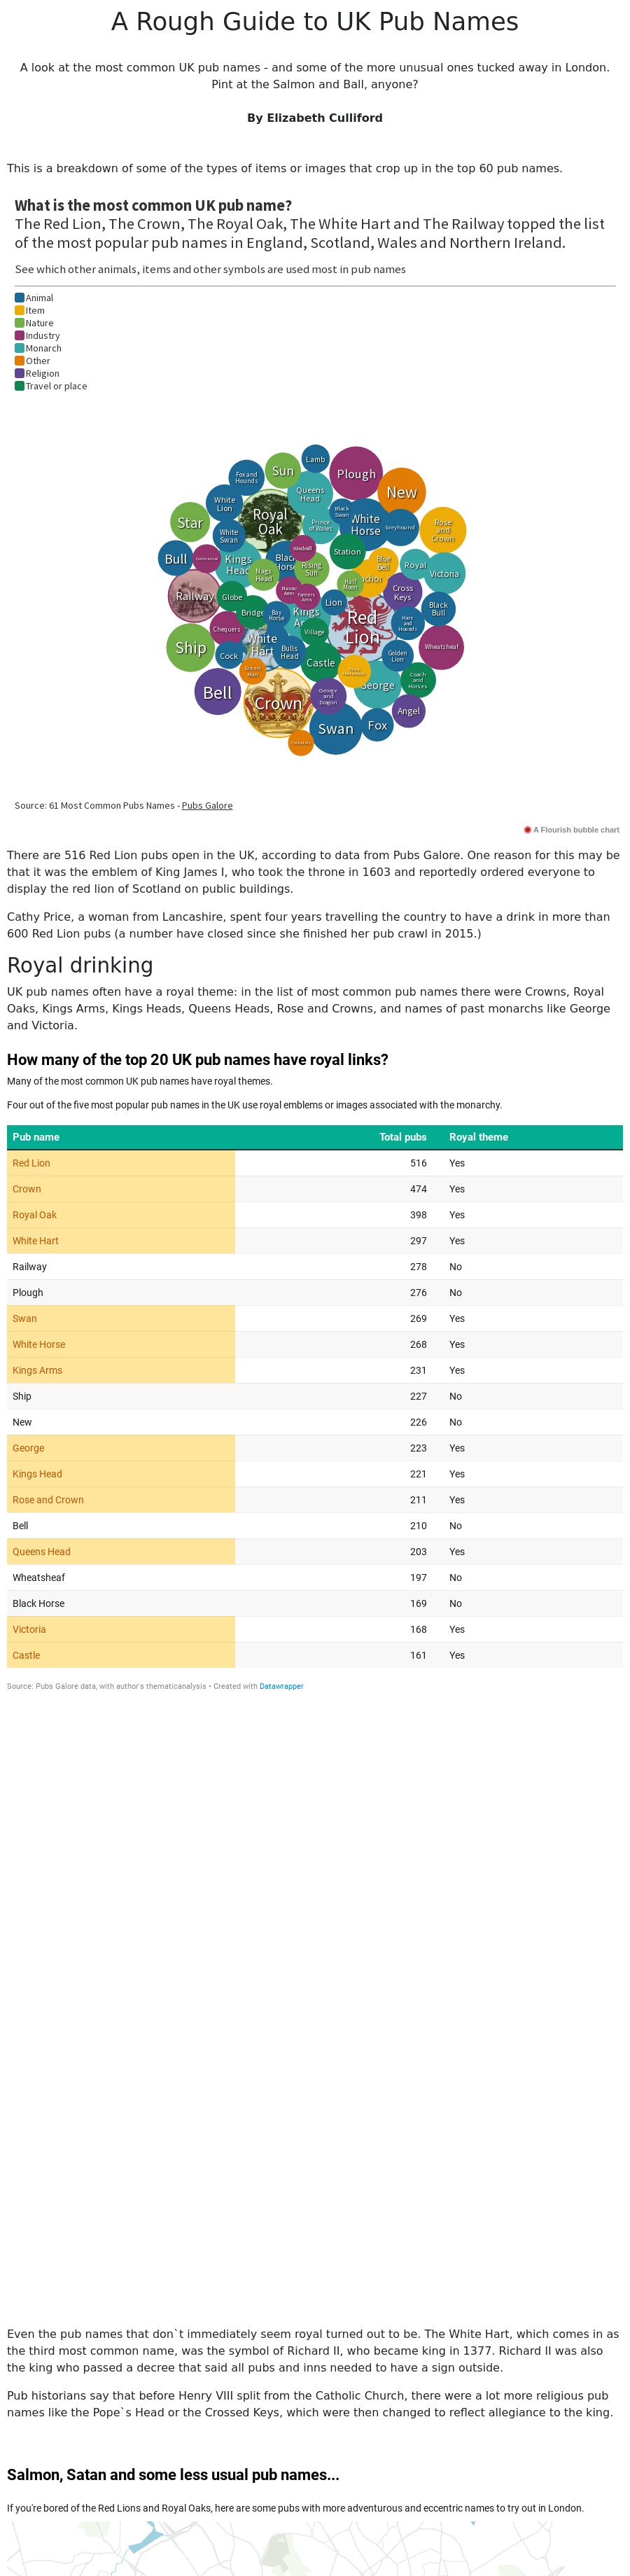 A Rough Guide to UK Pub Names
A look at the most common UK pub names - and some of the more unusual ones tucked away in London.
Pint at the Salmon and Ball, anyone?
By Elizabeth Culliford
This is a breakdown of some of the types of items or images that crop up in the top 60 pub names.
What is the most common UK pub name?
The Red Lion, The Crown, The Royal Oak, The White Hart and The Railway topped the list
of the most popular pub names in England, Scotland, Wales and Northern Ireland.
See which other animals, items and other symbols are used most in pub names
Animal
Item
Nature
Industry
Monarch
Other
Religion
Travel or place
Lamb
Sun
Plough
Fox and
Hounds
Queens
Head
New
White
Lion
Black
Swan
Royal
Oak
Prince
of Wales
White
Horse
Greyhound
Rose
and
Crown
Star
White
Swan
Waxwell
Station
Bull
Commercial
Kings
Head
Black
Horse
Rising
Sun
Blue
Bell
Royal
Nags
Head
Half
Moon
nchor
Victoria
Cross
Keys
Railway
Globe
Masons
Arms
Farmers
Arms
Lion
Black
Bull
Bridge
Bay
Horse
Kings
Ar
Red
Lion
Hare
and
Hounds
Chequers
Village
Ship
White
Hart
Bulls
Head
Wheatsheaf
Cock
Castle
Golden
Lion
Green
Man
George
Coach
and
Horses
Bell
Crown
George
and
Dragon
Angel
Swan
Fox
Source: 61 Most Common Pubs Names - Pubs Galore
A Flourish bubble chart
There are 516 Red Lion pubs open in the UK, according to data from Pubs Galore. One reason for this may be
that it was the emblem of King James I, who took the throne in 1603 and reportedly ordered everyone to
display the red lion of Scotland on public buildings.
Cathy Price, a woman from Lancashire, spent four years travelling the country to have a drink in more than
600 Red Lion pubs (a number have closed since she finished her pub crawl in 2015.)
Royal drinking
UK pub names often have a royal theme: in the list of most common pub names there were Crowns, Royal
Oaks, Kings Arms, Kings Heads, Queens Heads, Rose and Crowns, and names of past monarchs like George
and Victoria.
How many of the top 20 UK pub names have royal links?
Many of the most common UK pub names have royal themes.
Four out of the five most popular pub names in the UK use royal emblems or images associated with the monarchy.
Pub name Total pubs Royal theme
Red Lion 516 Yes
Crown 474 Yes
Royal Oak 398 Yes
White Hart 297 Yes
Railway 278 No
Plough 276 No
Swan 269 Yes
White Horse 268 Yes
Kings Arms 231 Yes
Ship 227 No
New 226 No
George 223 Yes
Kings Head 221 Yes
Rose and Crown 211 Yes
Bell 210 No
Queens Head 203 Yes
Wheatsheaf 197 No
Black Horse 169 No
Victoria 168 Yes
Castle 161 Yes
Source: Pubs Galore data, with author's thematicanalysis • Created with Datawrapper
Even the pub names that don`t immediately seem royal turned out to be. The White Hart, which comes in as
the third most common name, was the symbol of Richard II, who became king in 1377. Richard II was also
the king who passed a decree that said all pubs and inns needed to have a sign outside.
Pub historians say that before Henry VIII split from the Catholic Church, there were a lot more religious pub
names like the Pope`s Head or the Crossed Keys, which were then changed to reflect allegiance to the king.
Salmon, Satan and some less usual pub names...
If you're bored of the Red Lions and Royal Oaks, here are some pubs with more adventurous and eccentric names to try out in London.